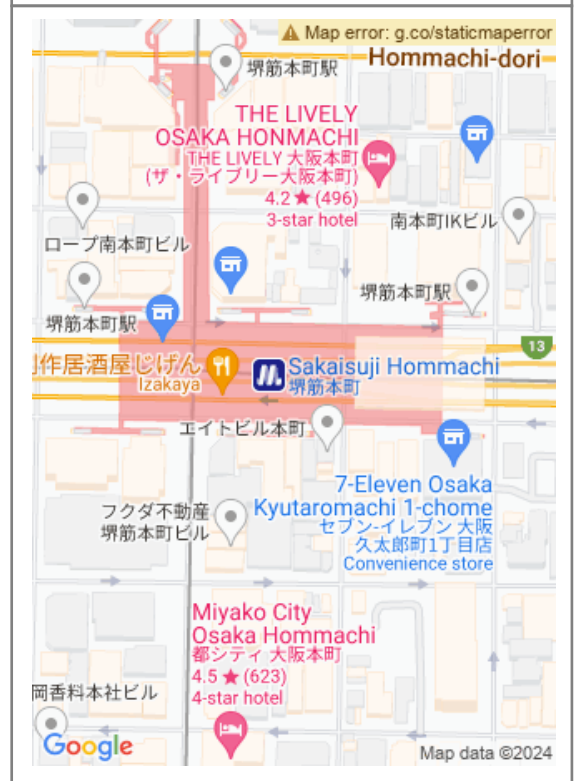 Map error: g.co/staticmaperror
Hommachi-dori
堺筋本町駅
THE LIVELY
OSAKA HONMACHI
THE LIVELY 大阪本町
(ザ・ライブリー大阪本町)
4.2 ★ (496)
3-star hotel
南本町IKビル
ロープ南本町ビル
堺筋本町駅
堺筋本町駅
13
作居酒屋じげん
Izakaya
Sakaisuji Hommachi
堺筋本町
エイトビル本町
7-Eleven Osaka
Kyutaromachi 1-chome
セブン-イレブン 大阪
久太郎町1丁目店
Convenience store
フクダ不動産
堺筋本町ビル
Miyako City
Osaka Hommachi
都シティ 大阪本町
4.5 ★ (623)
4-star hotel
岡香料本社ビル
Google
Map data ©2024